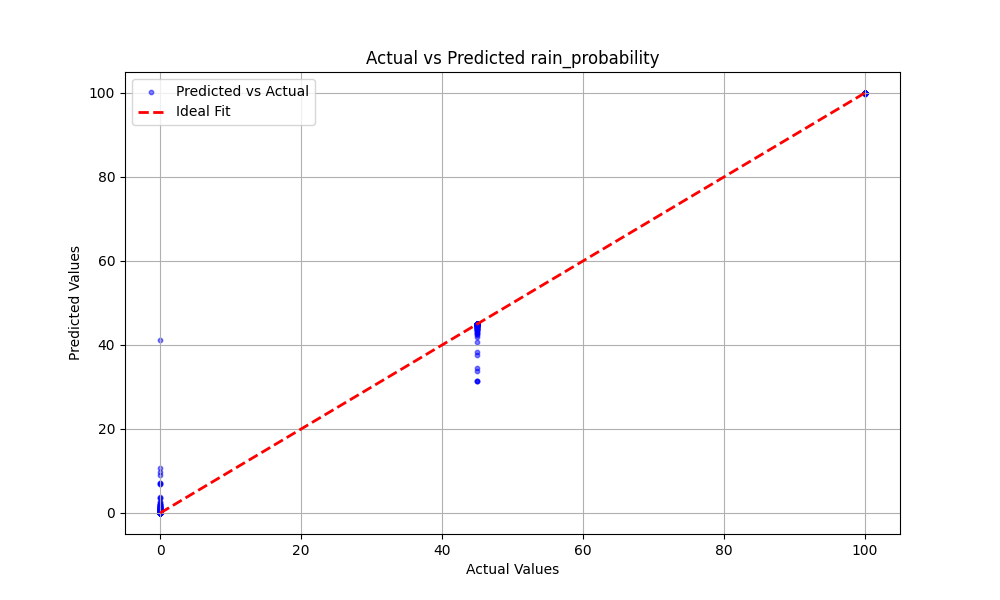 Actual vs Predicted rain_probability
Predicted vs Actual
Ideal Fit
100
80
60
40
20
0
Predicted Values
0 20 40 60 80 100
Actual Values